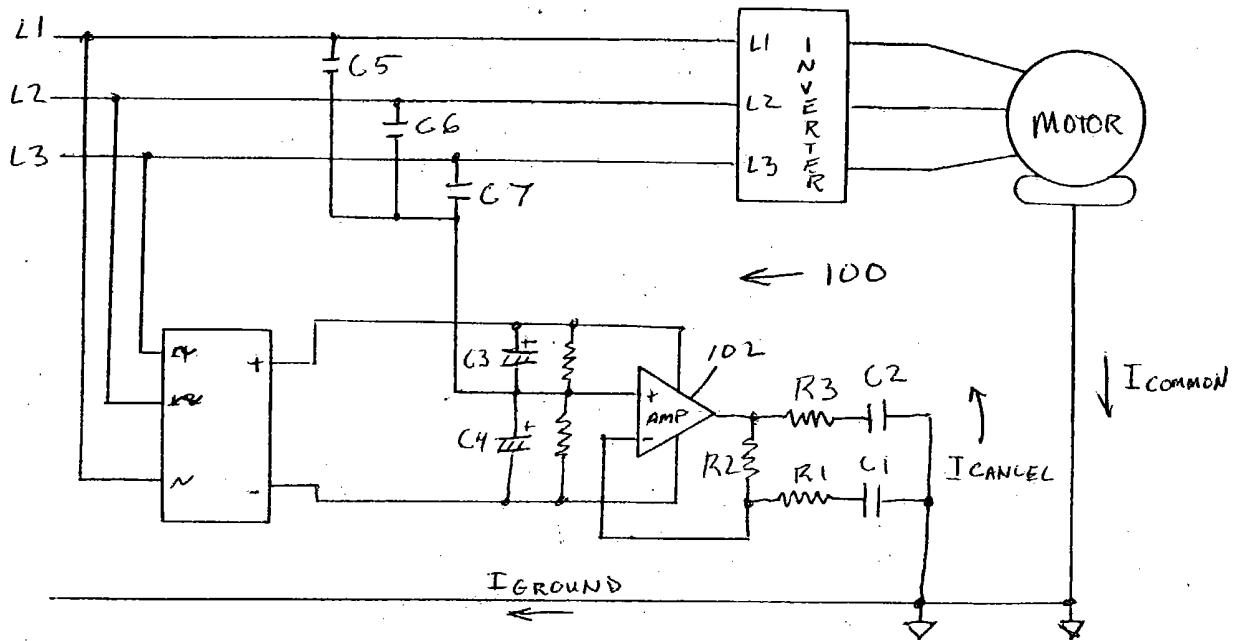 L1
L2
L3
C5
C6
C7
L1
L2
L3
INVERTER
MOTOR
100
+
-
N
C3
+
C4
+
+
AMP
-
102
R3
C2
R2
R1
C1
ICANCEL
ICOMMON
IGROUND